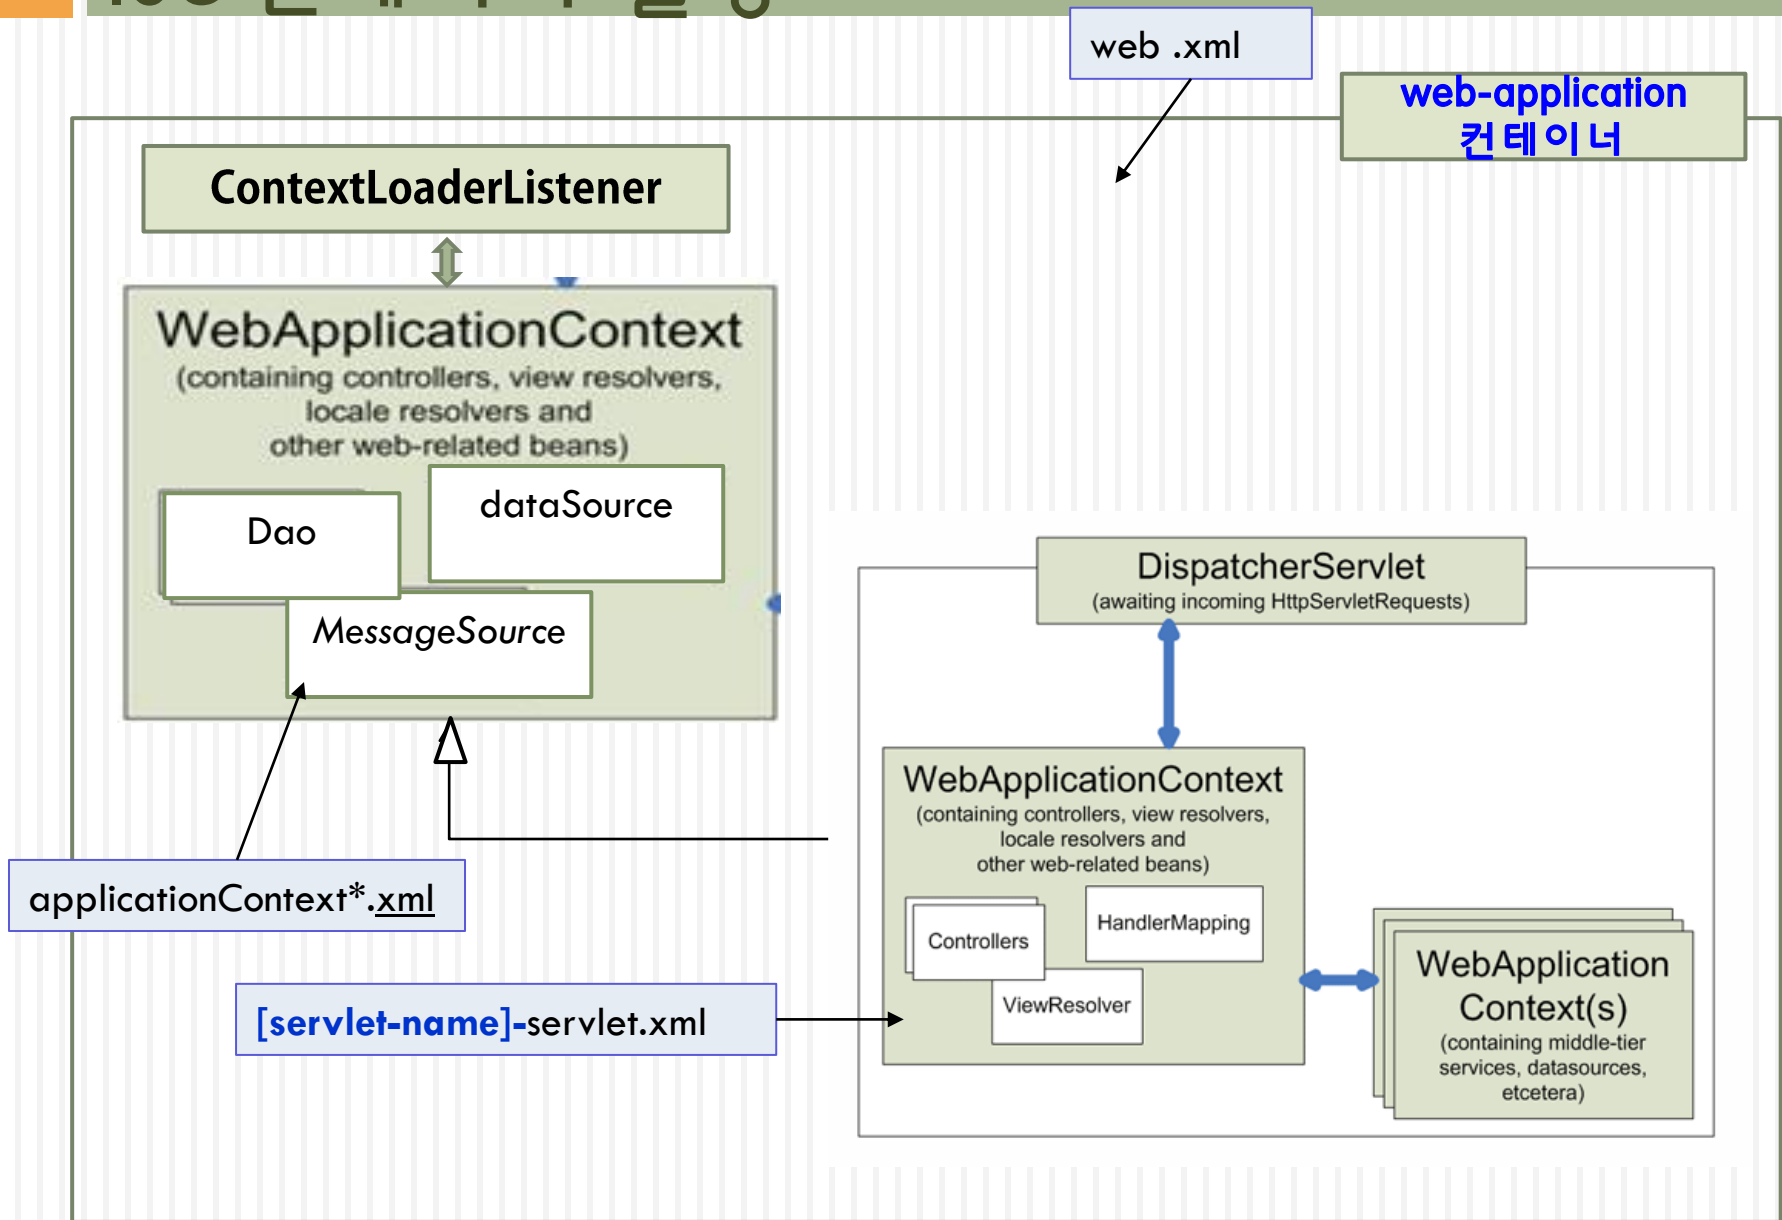 web .xml
web-application
컨테이너
ContextLoaderListener
WebApplicationContext
(containing controllers, view resolvers,
locale resolvers and
other web-related beans)
dataSource
Dao
MessageSource
DispatcherServlet
(awaiting incoming HttpServletRequests)
WebApplicationContext
(containing controllers, view resolvers,
locale resolvers and
other web-related beans)
applicationContext*.xml
Controllers
HandlerMapping
ViewResolver
[servlet-name]-servlet.xml
WebApplication
Context(s)
(containing middle-tier
services, datasources,
etcetera)